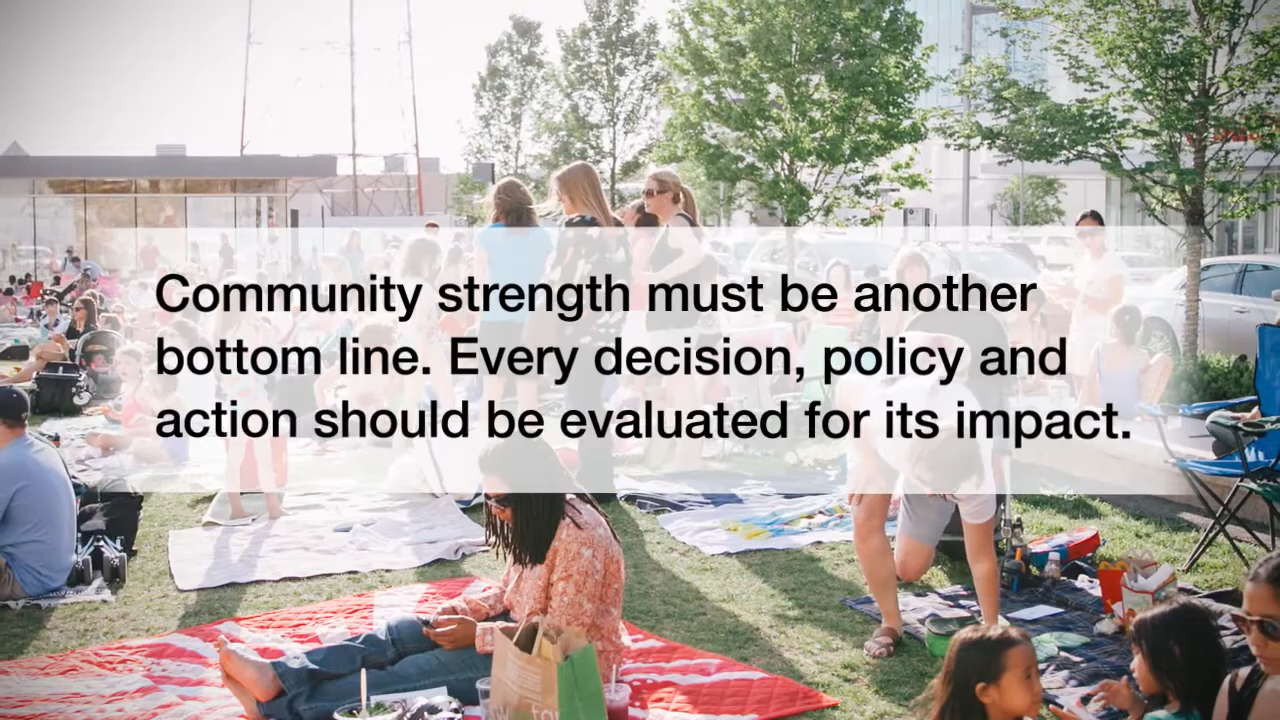 Community strength must be another
bottom line. Every decision, policy and
action should be evaluated for its impact.